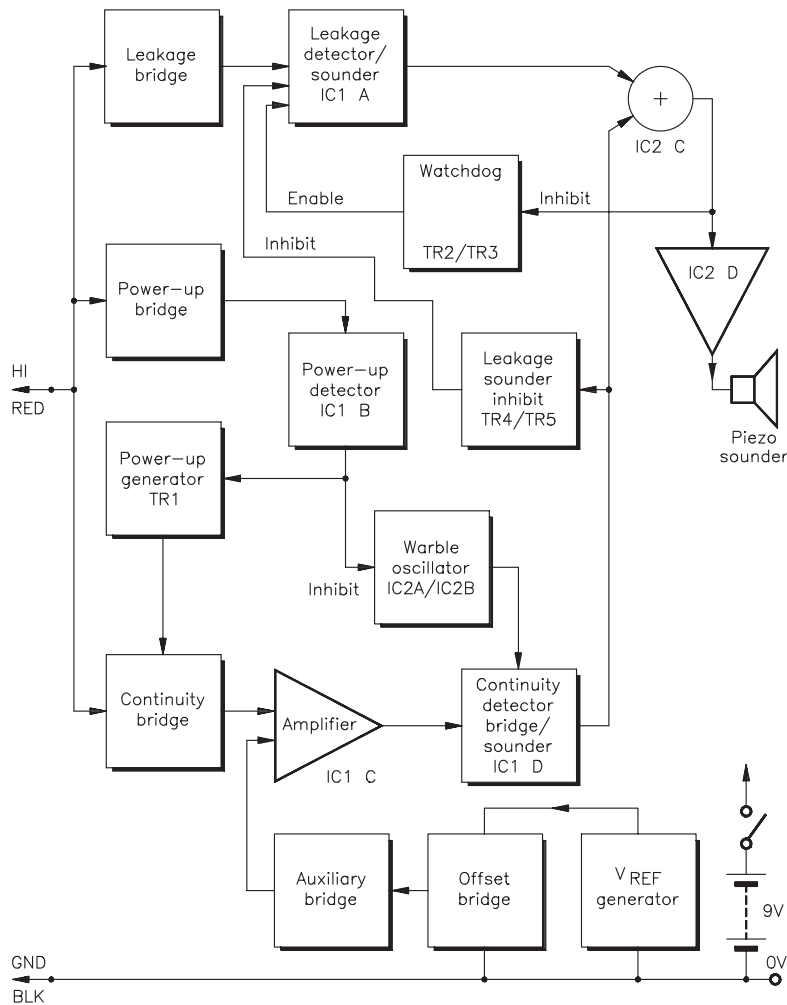 Leakage
bridge
Leakage
detector/
sounder
IC1 A
+
IC2 C
Watchdog
TR2/TR3
Enable
Inhibit
Inhibit
IC2 D
Power-up
bridge
Power-up
detector
IC1 B
Leakage
sounder
inhibit
TR4/TR5
HI
RED
Piezo
sounder
Power-up
generator
TR1
Warble
oscillator
IC2A/IC2B
Inhibit
Continuity
bridge
Amplifier
IC1 C
Continuity
detector
bridge/
sounder
IC1 D
Auxiliary
bridge
Offset
bridge
VREF
generator
9V
GND
BLK
0V